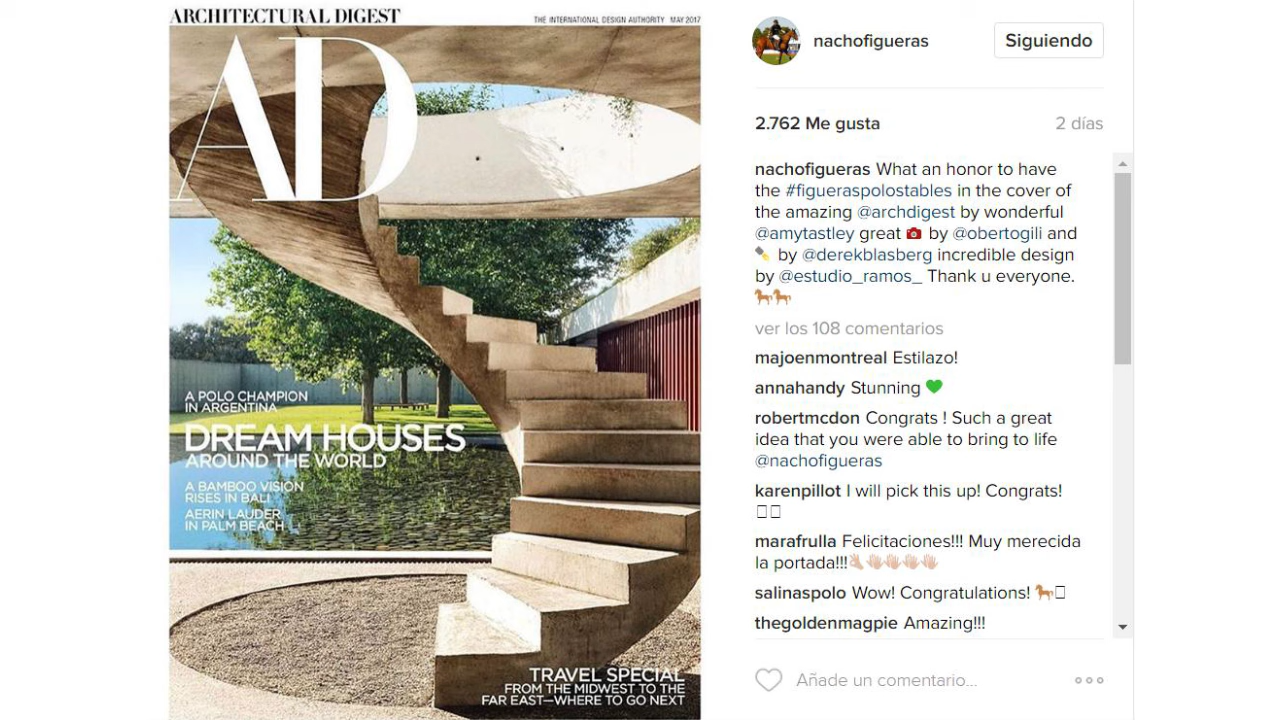 ARCHITECTURAL DIGEST
THE INTERNATIONAL DESIGN AUTHORITY MAY 2017
AD
A POLO CHAMPION
IN ARGENTINA
DREAM HOUSES
AROUND THE WORLD
A BAMBOO VISION
RISES IN BALI
AERIN LAUDER
IN PALM BEACH
TRAVEL SPECIAL
FROM THE MIDWEST TO THE
FAR EAST—WHERE TO GO NEXT
nachofigueras
Siguiendo
2.762 Me gusta
2 días
nachofigueras What an honor to have
the #figueraspolostables in the cover of
the amazing @archdigest by wonderful
@amytastley great 📷 by @obertogili and
✏️ by @derekblasberg incredible design
by @estudio_ramos_ Thank u everyone.
🐎🐎
ver los 108 comentarios
majoenmontreal Estilazo!
annahandy Stunning 💚
robertmcdon Congrats ! Such a great
idea that you were able to bring to life
@nachofigueras
karenpillot I will pick this up! Congrats!
marafrulla Felicitaciones!!! Muy merecida
la portada!!!👌👋👋👋👋
salinaspolo Wow! Congratulations! 🐎
thegoldenmagpie Amazing!!!
Añade un comentario...